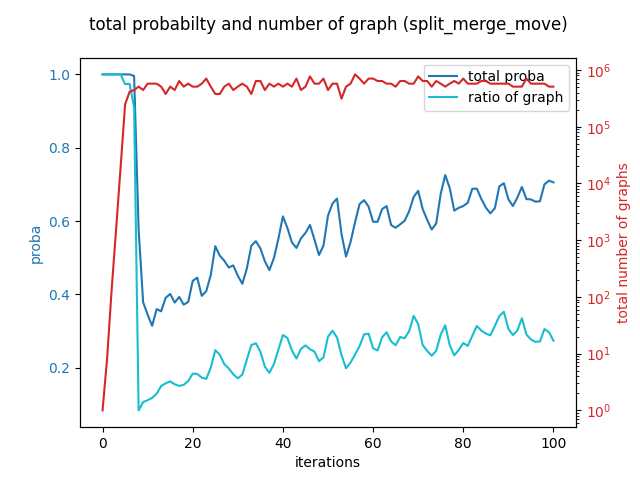 total probabilty and number of graph (split_merge_move)
total proba
ratio of graph
1.0
0.8
0.6
0.4
0.2
proba
10^6
10^5
10^4
10^3
10^2
10^1
10^0
total number of graphs
0 20 40 60 80 100
iterations